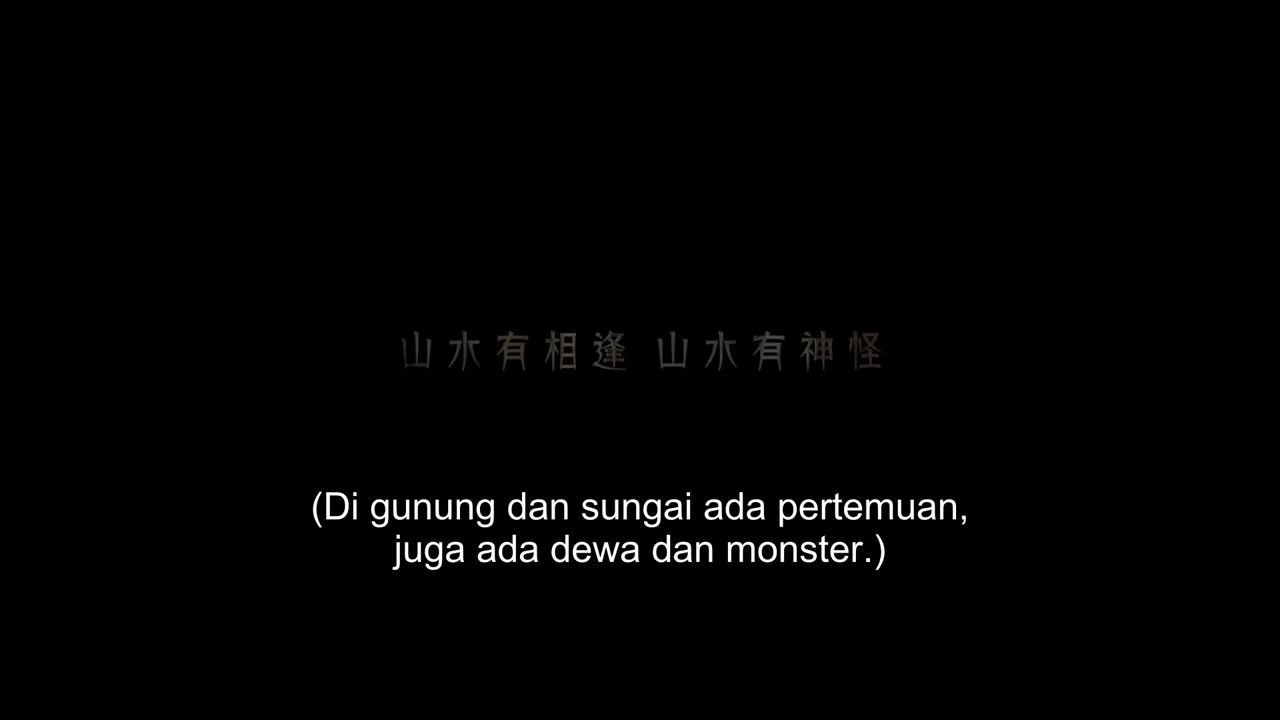 山水有相逢 山水有神怪
(Di gunung dan sungai ada pertemuan,
juga ada dewa dan monster.)